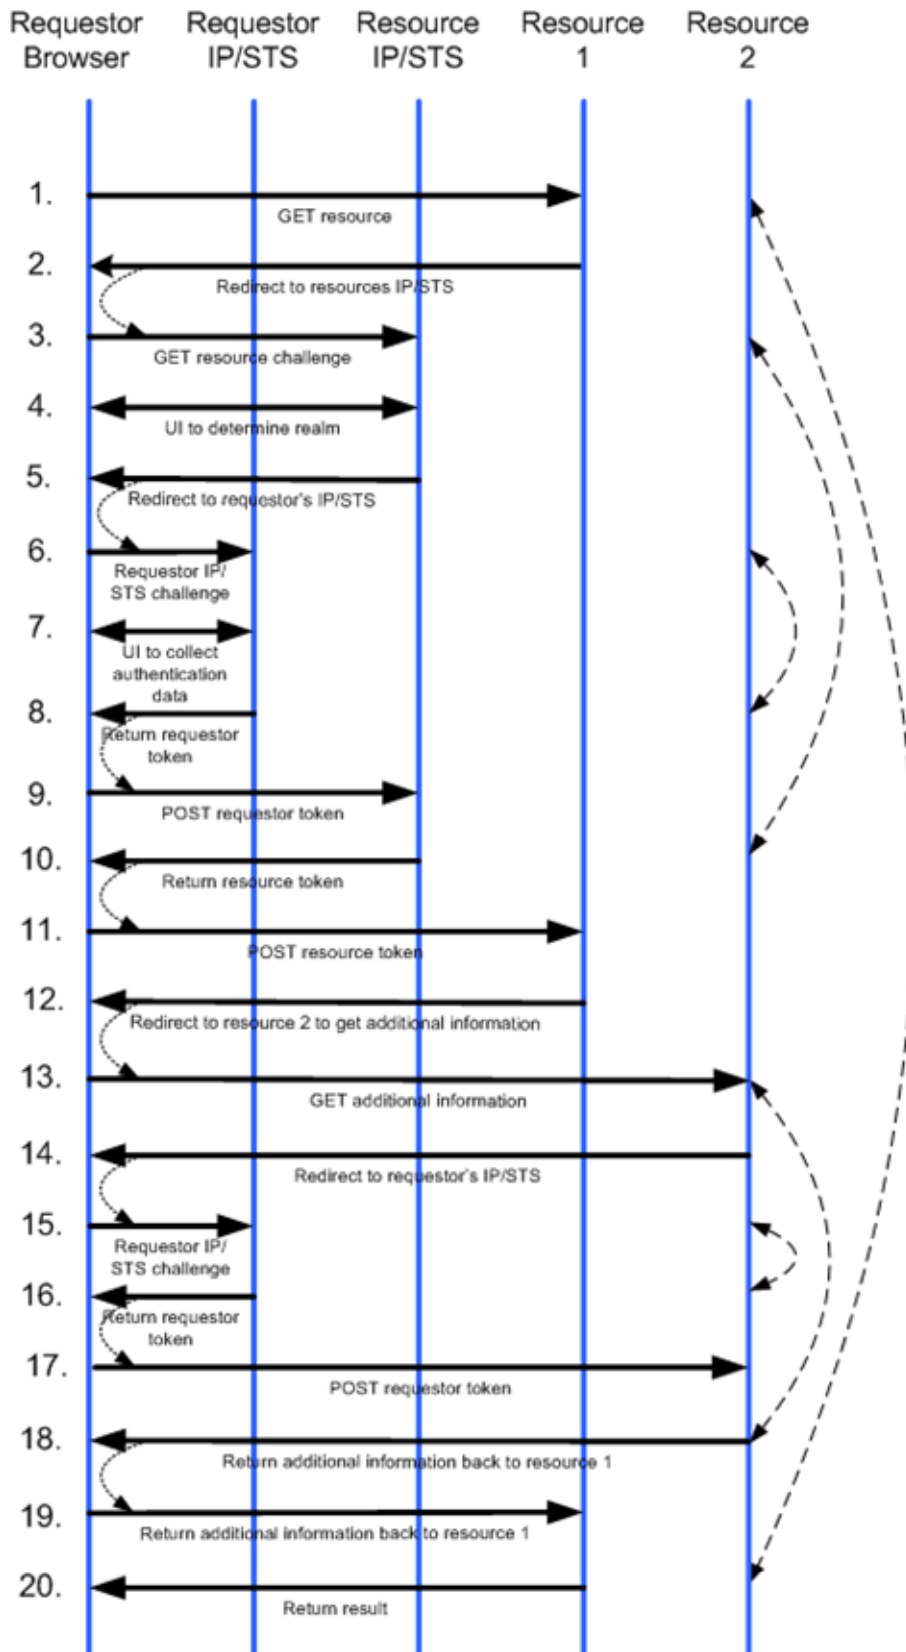 Requestor Browser
Requestor IP/STS
Resource IP/STS
Resource 1
Resource 2
1.
GET resource
2.
Redirect to resources IP/STS
3.
GET resource challenge
4.
UI to determine realm
5.
Redirect to requestor's IP/STS
6.
Requestor IP/
STS challenge
7.
UI to collect
authentication
data
8.
Return requestor
token
9.
POST requestor token
10.
Return resource token
11.
POST resource token
12.
Redirect to resource 2 to get additional information
13.
GET additional information
14.
Redirect to requestor's IP/STS
15.
Requestor IP/
STS challenge
16.
Return requestor
token
17.
POST requestor token
18.
Return additional information back to resource 1
19.
Return additional information back to resource 1
20.
Return result